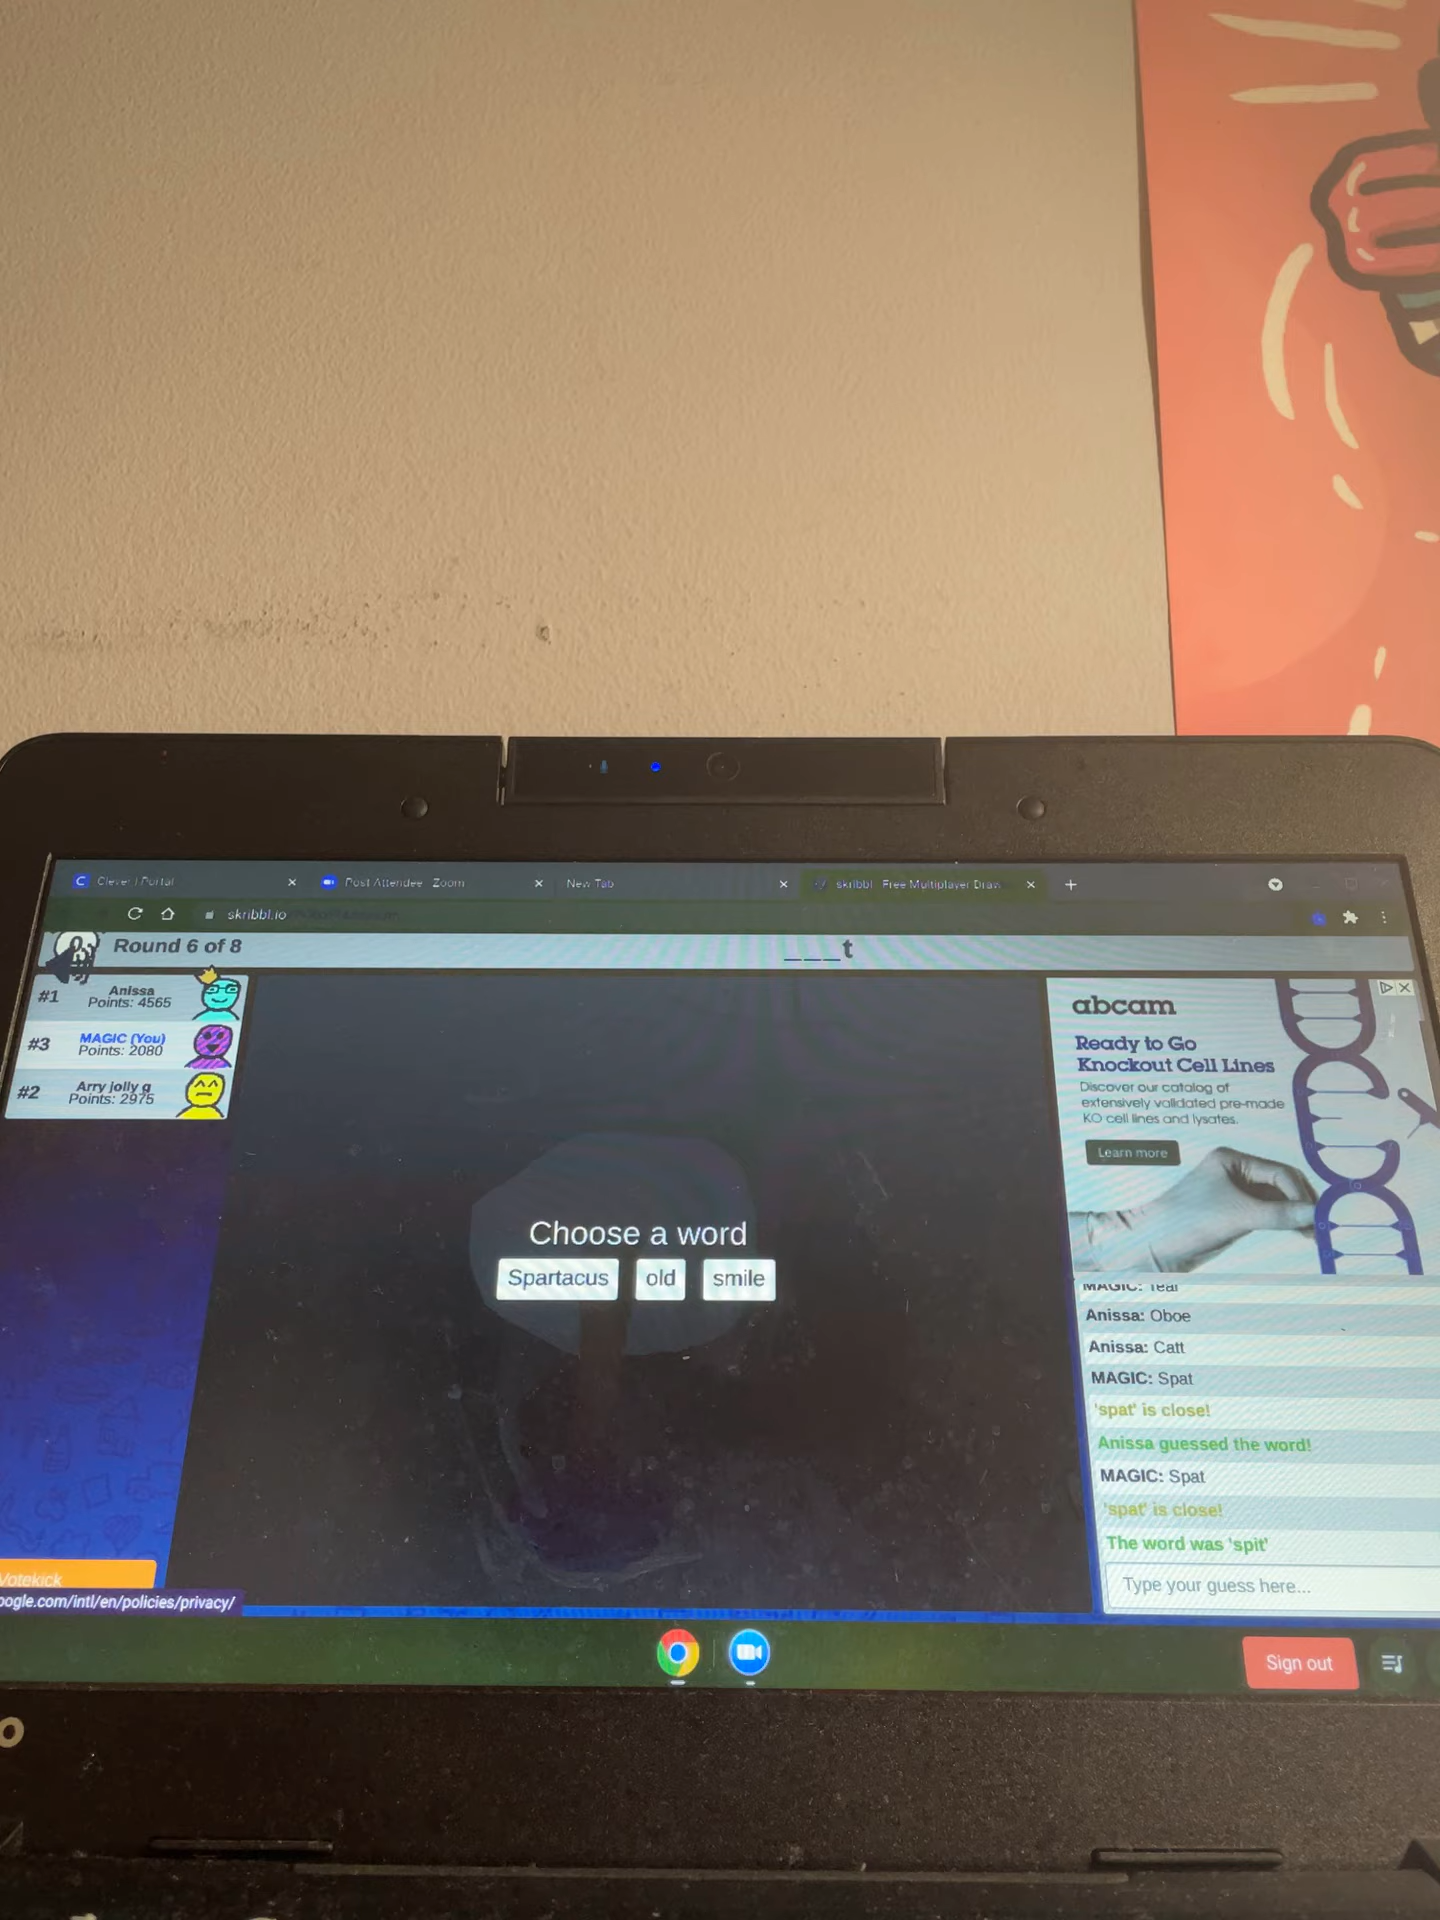 Clever | Portal
Post Attendee - Zoom
New Tab
skribbl - Free Multiplayer Draw
skribbl.io
Round 6 of 8
___t
#1
Anissa
Points: 4565
#3
MAGIC (You)
Points: 2080
#2
Arry jolly g
Points: 2975
Choose a word
Spartacus
old
smile
abcam
Ready to Go
Knockout Cell Lines
Discover our catalog of
extensively validated pre-made
KO cell lines and lysates.
Learn more
MAGIC: Tear
Anissa: Oboe
Anissa: Catt
MAGIC: Spat
'spat' is close!
Anissa guessed the word!
MAGIC: Spat
'spat' is close!
The word was 'spit'
Type your guess here...
Votekick
oogle.com/intl/en/policies/privacy/
Sign out